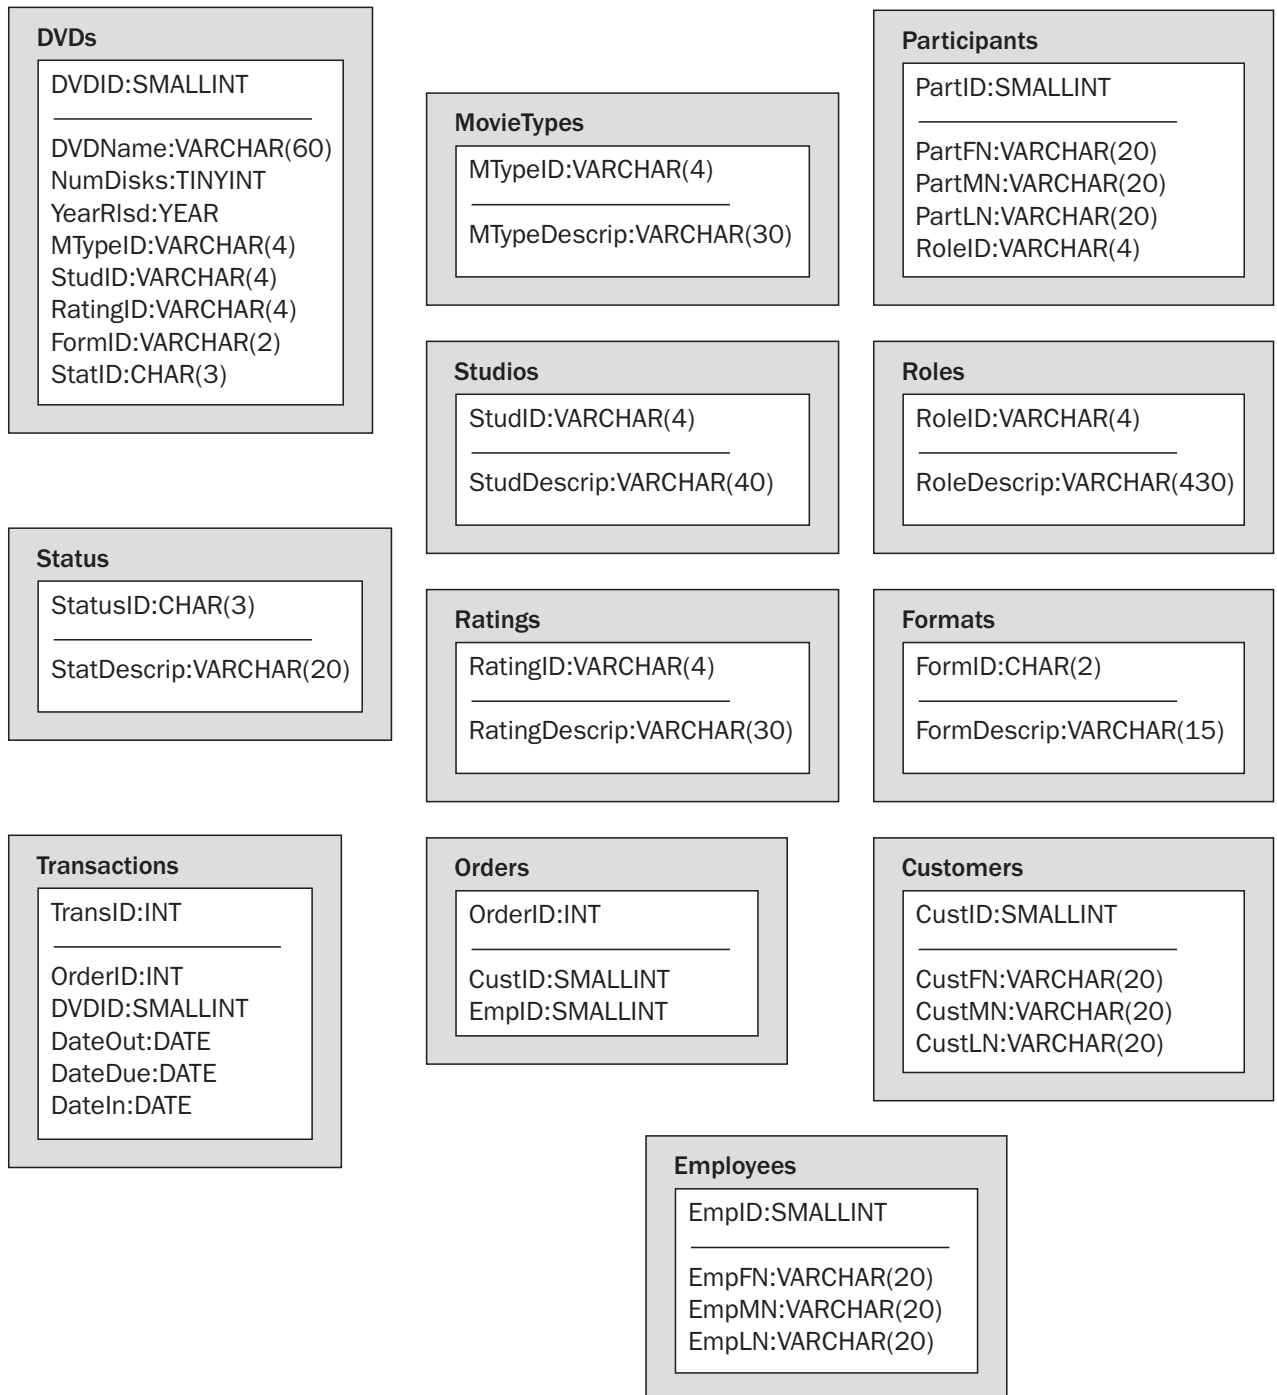 DVDs
DVDID:SMALLINT
DVDName:VARCHAR(60)
NumDisks:TINYINT
YearRlsd:YEAR
MTypeID:VARCHAR(4)
StudID:VARCHAR(4)
RatingID:VARCHAR(4)
FormID:VARCHAR(2)
StatID:CHAR(3)
MovieTypes
MTypeID:VARCHAR(4)
MTypeDescrip:VARCHAR(30)
Participants
PartID:SMALLINT
PartFN:VARCHAR(20)
PartMN:VARCHAR(20)
PartLN:VARCHAR(20)
RoleID:VARCHAR(4)
Studios
StudID:VARCHAR(4)
StudDescrip:VARCHAR(40)
Roles
RoleID:VARCHAR(4)
RoleDescrip:VARCHAR(430)
Status
StatusID:CHAR(3)
StatDescrip:VARCHAR(20)
Ratings
RatingID:VARCHAR(4)
RatingDescrip:VARCHAR(30)
Formats
FormID:CHAR(2)
FormDescrip:VARCHAR(15)
Transactions
TransID:INT
OrderID:INT
DVDID:SMALLINT
DateOut:DATE
DateDue:DATE
DateIn:DATE
Orders
OrderID:INT
CustID:SMALLINT
EmpID:SMALLINT
Customers
CustID:SMALLINT
CustFN:VARCHAR(20)
CustMN:VARCHAR(20)
CustLN:VARCHAR(20)
Employees
EmpID:SMALLINT
EmpFN:VARCHAR(20)
EmpMN:VARCHAR(20)
EmpLN:VARCHAR(20)